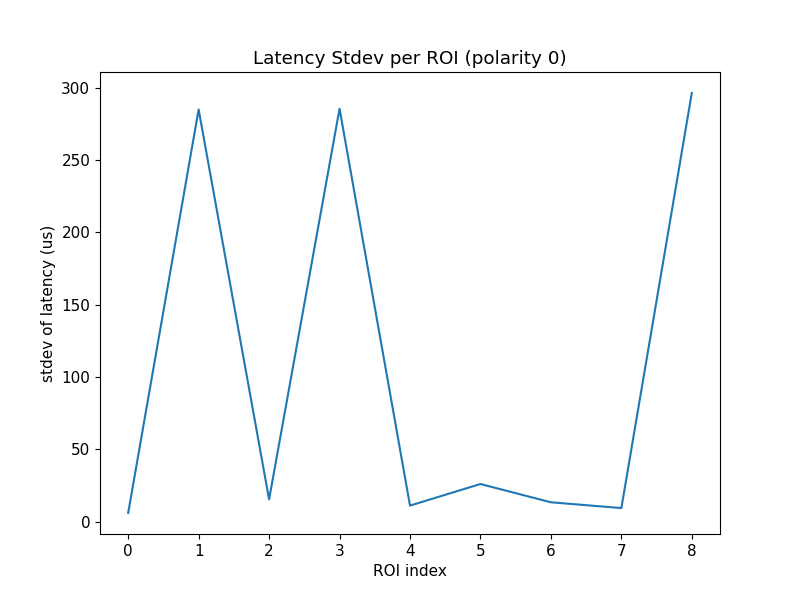 Latency Stdev per ROI (polarity 0)
stdev of latency (us)
300
250
200
150
100
50
0
0 1 2 3 4 5 6 7 8
ROI index